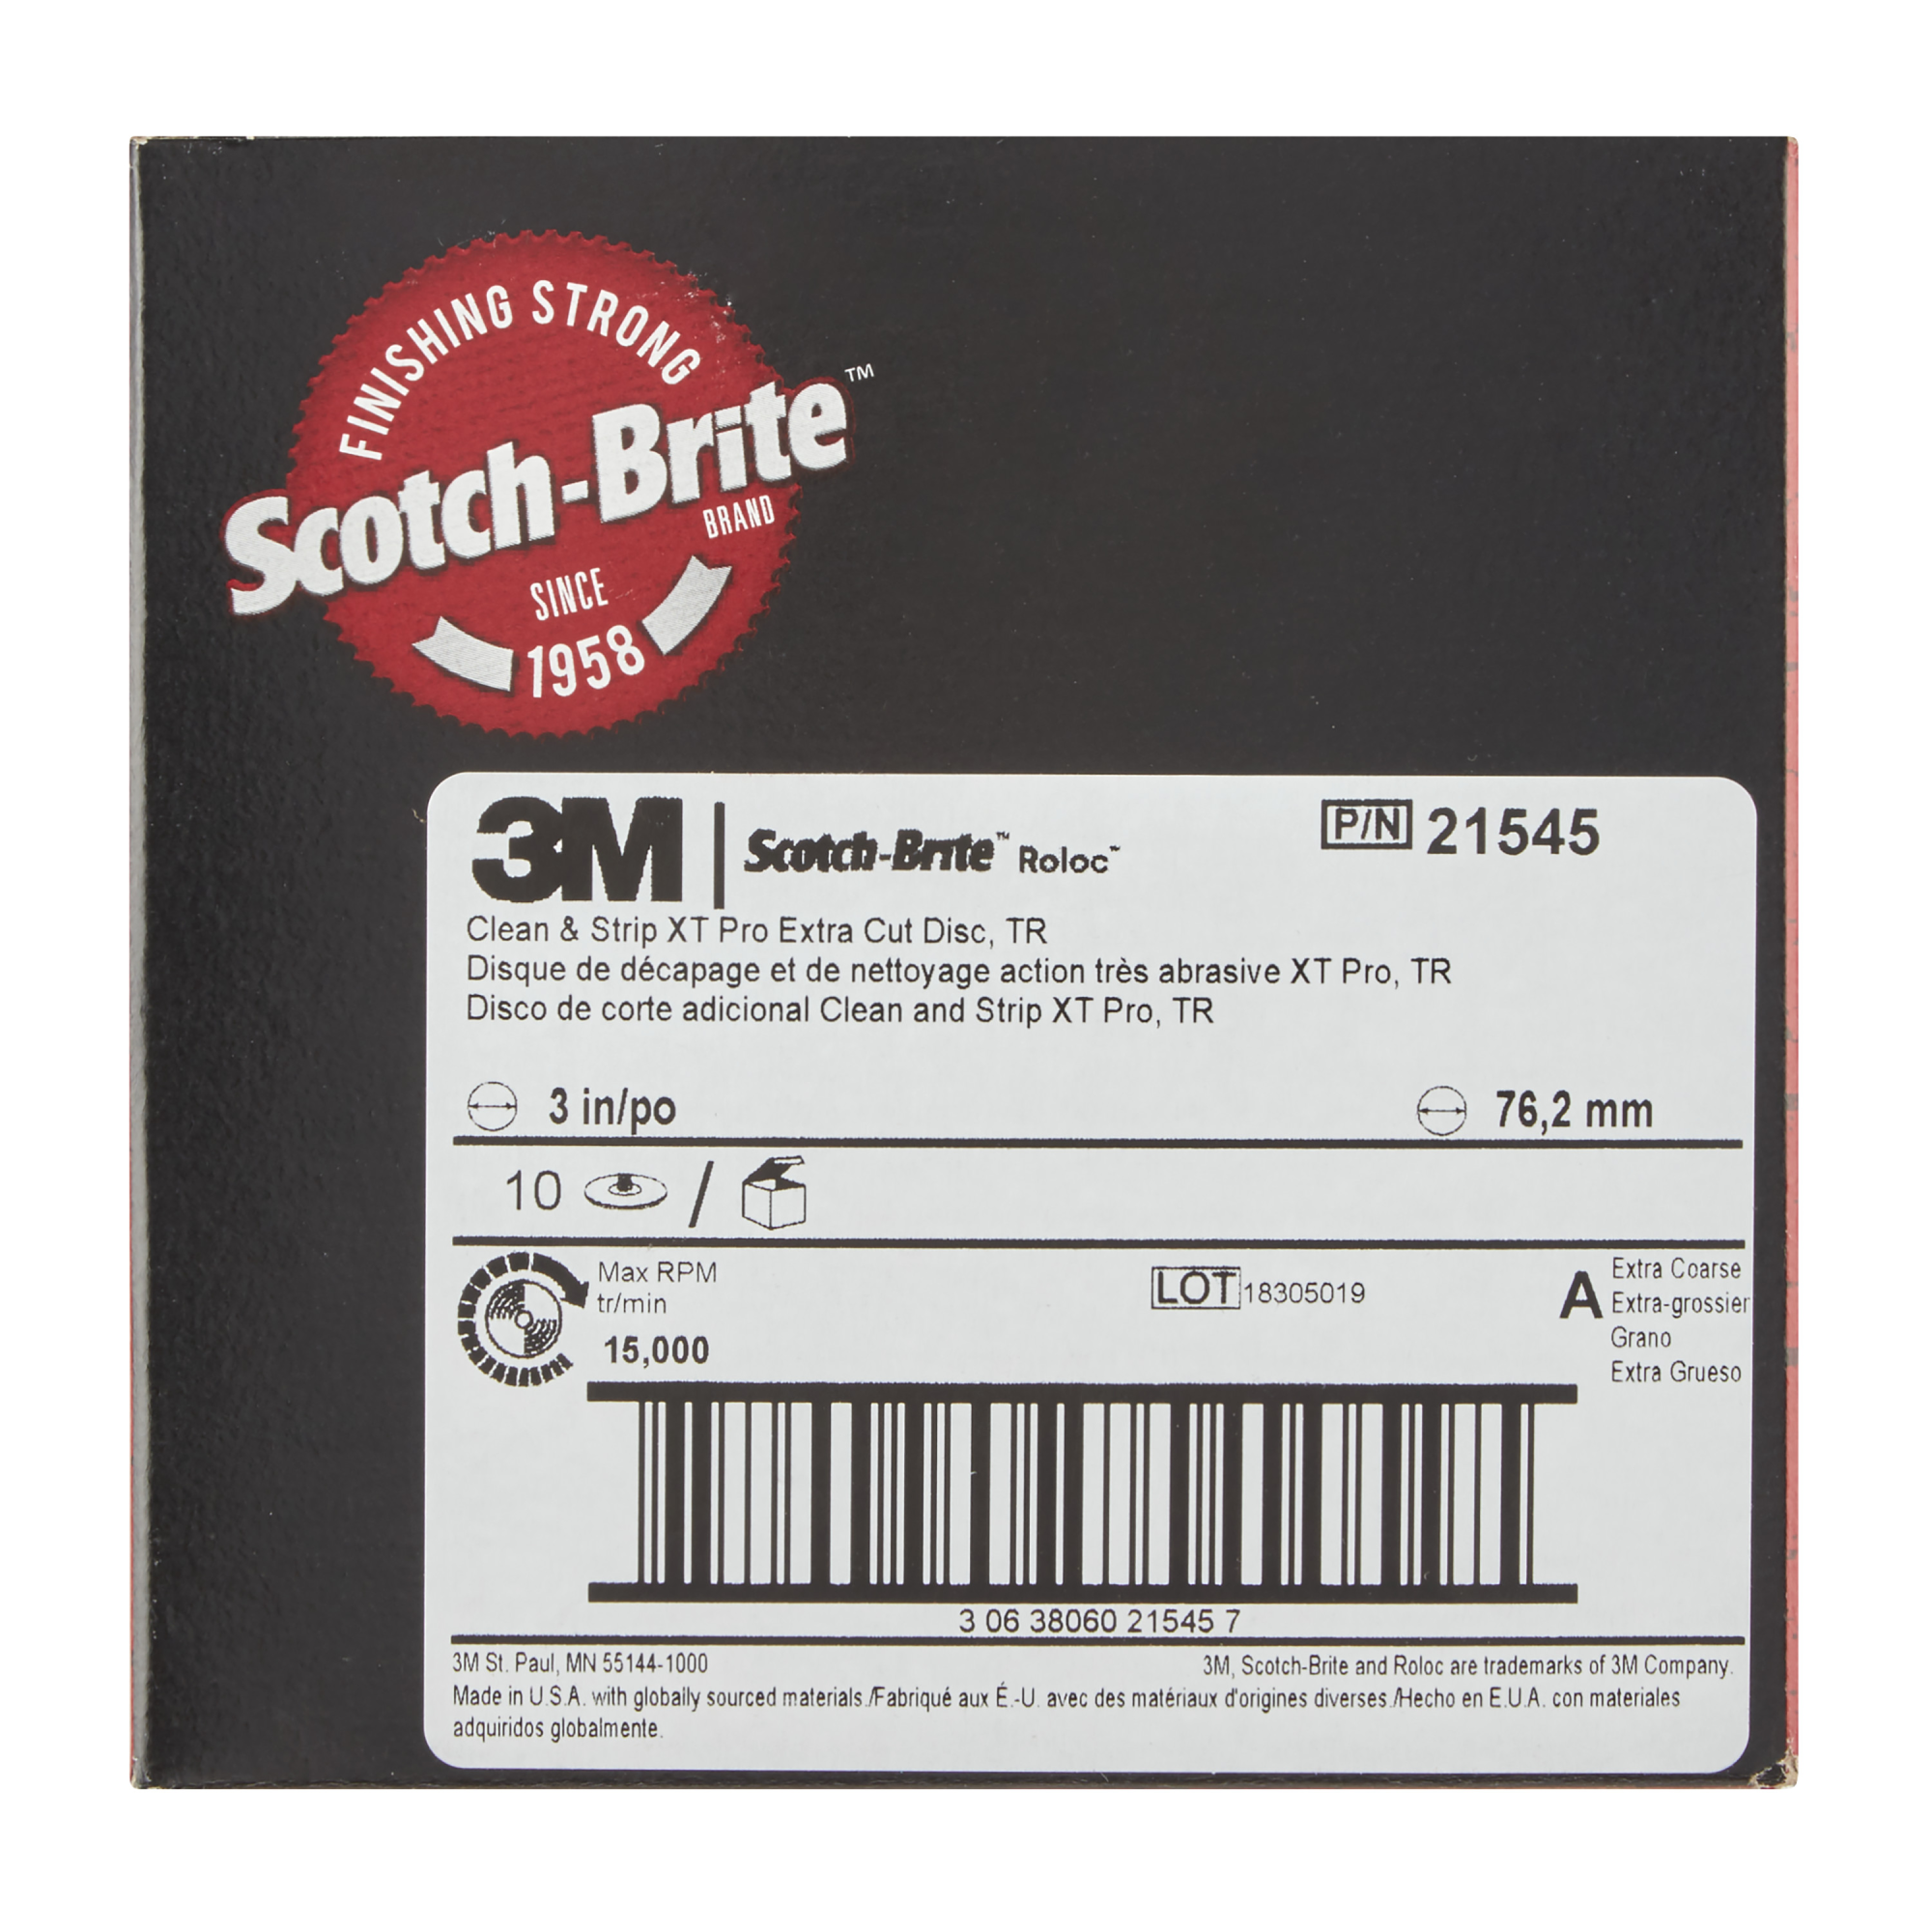 FINISHING STRONG
Scotch-Brite™
BRAND
SINCE
1958
3M | Scotch-Brite™ Roloc™
P/N 21545
Clean & Strip XT Pro Extra Cut Disc, TR
Disque de décapage et de nettoyage action très abrasive XT Pro, TR
Disco de corte adicional Clean and Strip XT Pro, TR
3 in/po
76,2 mm
10 /
Max RPM
tr/min
15,000
LOT 18305019
A
Extra Coarse
Extra-grossier
Grano
Extra Grueso
3 06 38060 21545 7
3M St. Paul, MN 55144-1000
3M, Scotch-Brite and Roloc are trademarks of 3M Company.
Made in U.S.A. with globally sourced materials./Fabriqué aux É.-U. avec des matériaux d'origines diverses./Hecho en E.U.A. con materiales
adquiridos globalmente.